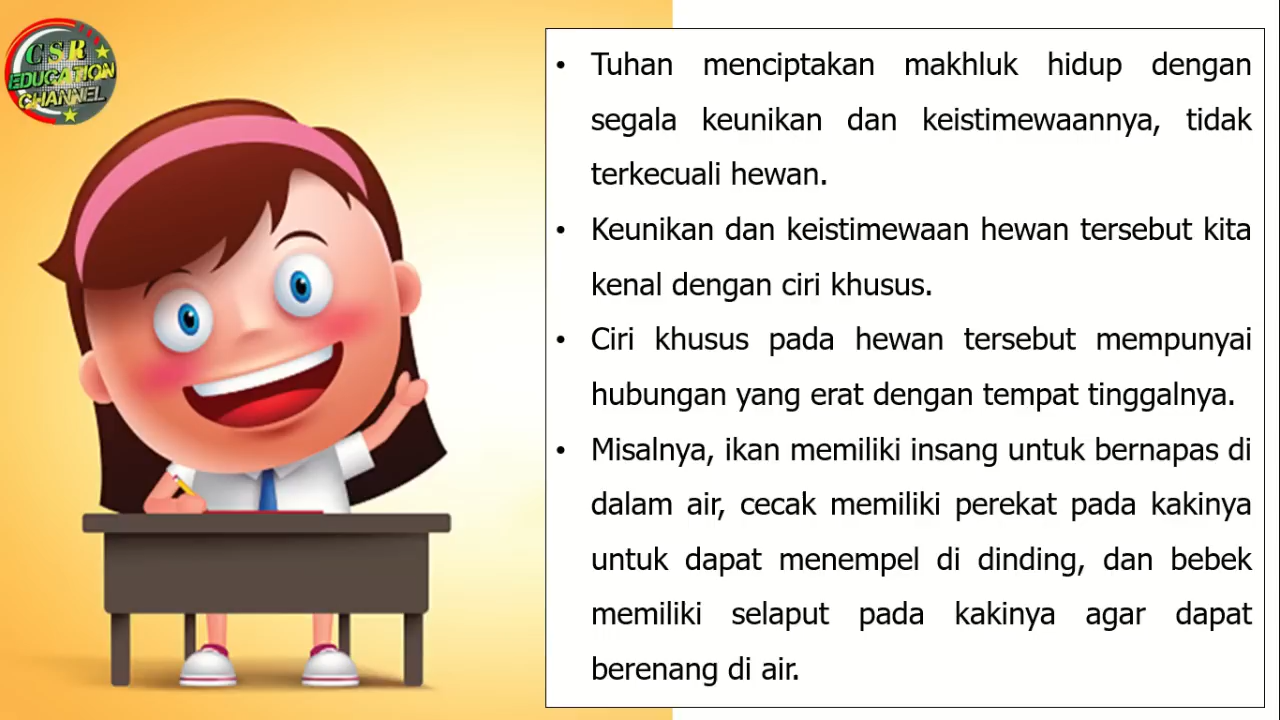 CSR
EDUCATION
CHANNEL
• Tuhan menciptakan makhluk hidup dengan
segala keunikan dan keistimewaannya, tidak
terkecuali hewan.
• Keunikan dan keistimewaan hewan tersebut kita
kenal dengan ciri khusus.
• Ciri khusus pada hewan tersebut mempunyai
hubungan yang erat dengan tempat tinggalnya.
• Misalnya, ikan memiliki insang untuk bernapas di
dalam air, cecak memiliki perekat pada kakinya
untuk dapat menempel di dinding, dan bebek
memiliki selaput pada kakinya agar dapat
berenang di air.